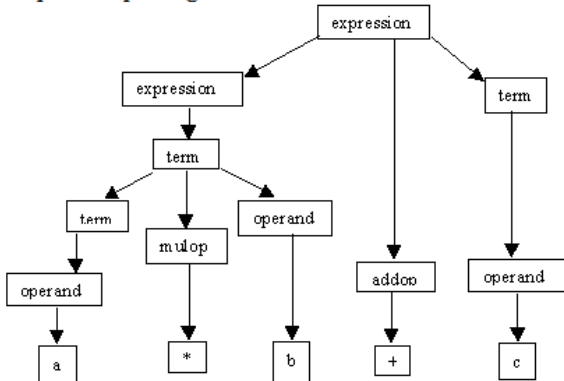 expression
expression
term
term
term
operand
mulop
operand
addop
operand
a
*
b
+
c